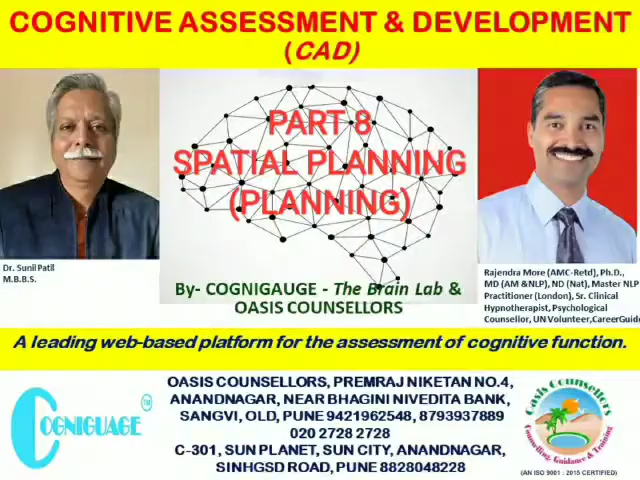 COGNITIVE ASSESSMENT & DEVELOPMENT
(CAD)
PART 8
SPATIAL PLANNING
(PLANNING)
By- COGNIGAUGE - The Brain Lab &
OASIS COUNSELLORS
Dr. Sunil Patil
M.B.B.S.
Rajendra More (AMC-Retd), Ph.D.,
MD (AM &NLP), ND (Nat), Master NLP
Practitioner (London), Sr. Clinical
Hypnotherapist, Psychological
Counsellor, UN Volunteer,CareerGuide
A leading web-based platform for the assessment of cognitive function.
COGNIGUAGE TM
OASIS COUNSELLORS, PREMRAJ NIKETAN NO.4,
ANANDNAGAR, NEAR BHAGINI NIVEDITA BANK,
SANGVI, OLD, PUNE 9421962548, 8793937889
020 2728 2728
C-301, SUN PLANET, SUN CITY, ANANDNAGAR,
SINHGSD ROAD, PUNE 8828048228
Oasis Counsellors
Counselling, Guidance & Training
(AN ISO 9001 : 2015 CERTIFIED)